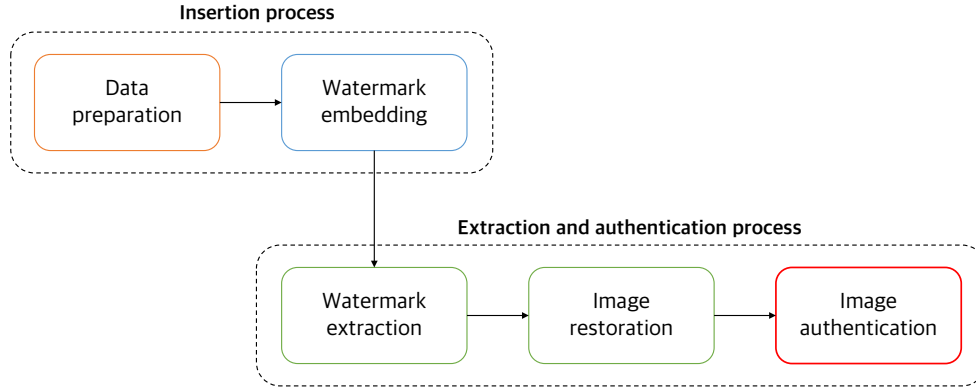 Insertion process
Data
preparation
Watermark
embedding
Extraction and authentication process
Watermark
extraction
Image
restoration
Image
authentication